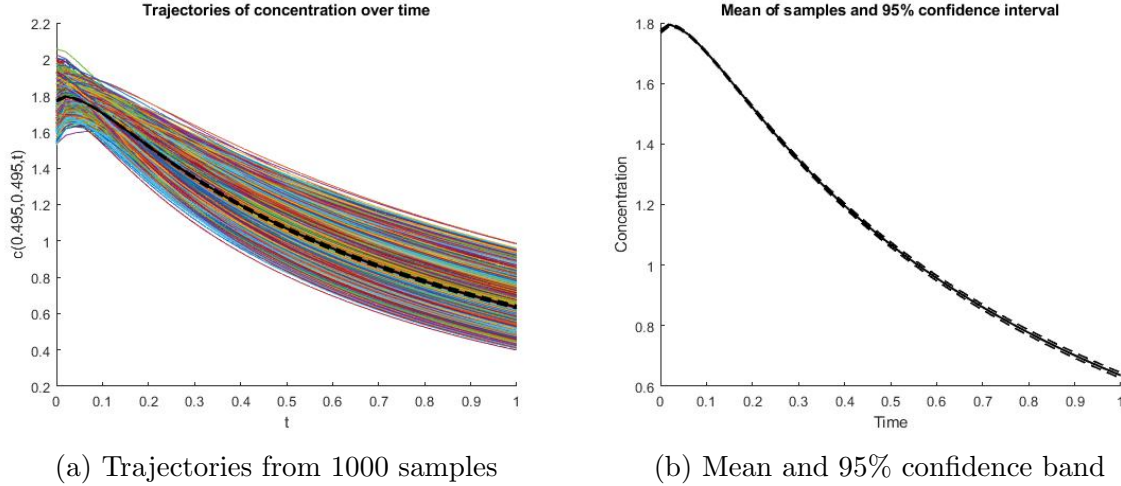 Trajectories of concentration over time
2.2
2
1.8
1.6
1.4
1.2
1
0.8
0.6
0.4
0.2
c(0.495,0.495,t)
0 0.1 0.2 0.3 0.4 0.5 0.6 0.7 0.8 0.9 1
t
(a) Trajectories from 1000 samples
Mean of samples and 95% confidence interval
1.8
1.6
1.4
1.2
1
0.8
0.6
Concentration
0 0.1 0.2 0.3 0.4 0.5 0.6 0.7 0.8 0.9 1
Time
(b) Mean and 95% confidence band